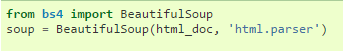 from bs4 import BeautifulSoup
soup = BeautifulSoup(html_doc, 'html.parser')